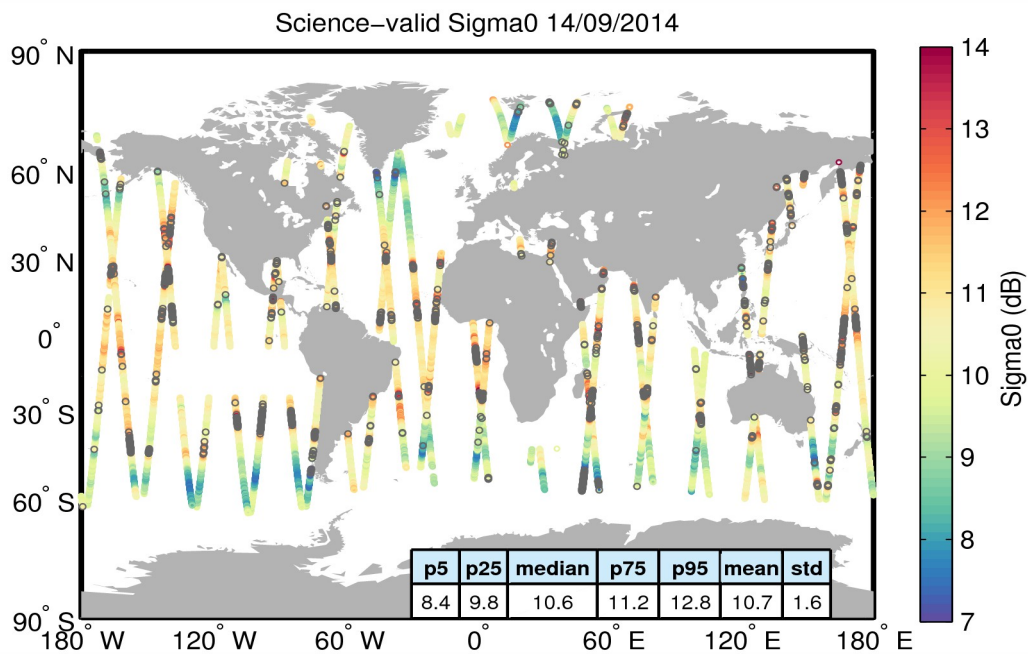 Science−valid Sigma0 14/09/2014
90° N
60° N
30° N
0°
30° S
60° S
90° S
180° W
120° W
60° W
0°
60° E
120° E
180° E
p5 p25 median p75 p95 mean std
8.4 9.8 10.6 11.2 12.8 10.7 1.6
14
13
12
11
10
9
8
7
Sigma0 (dB)